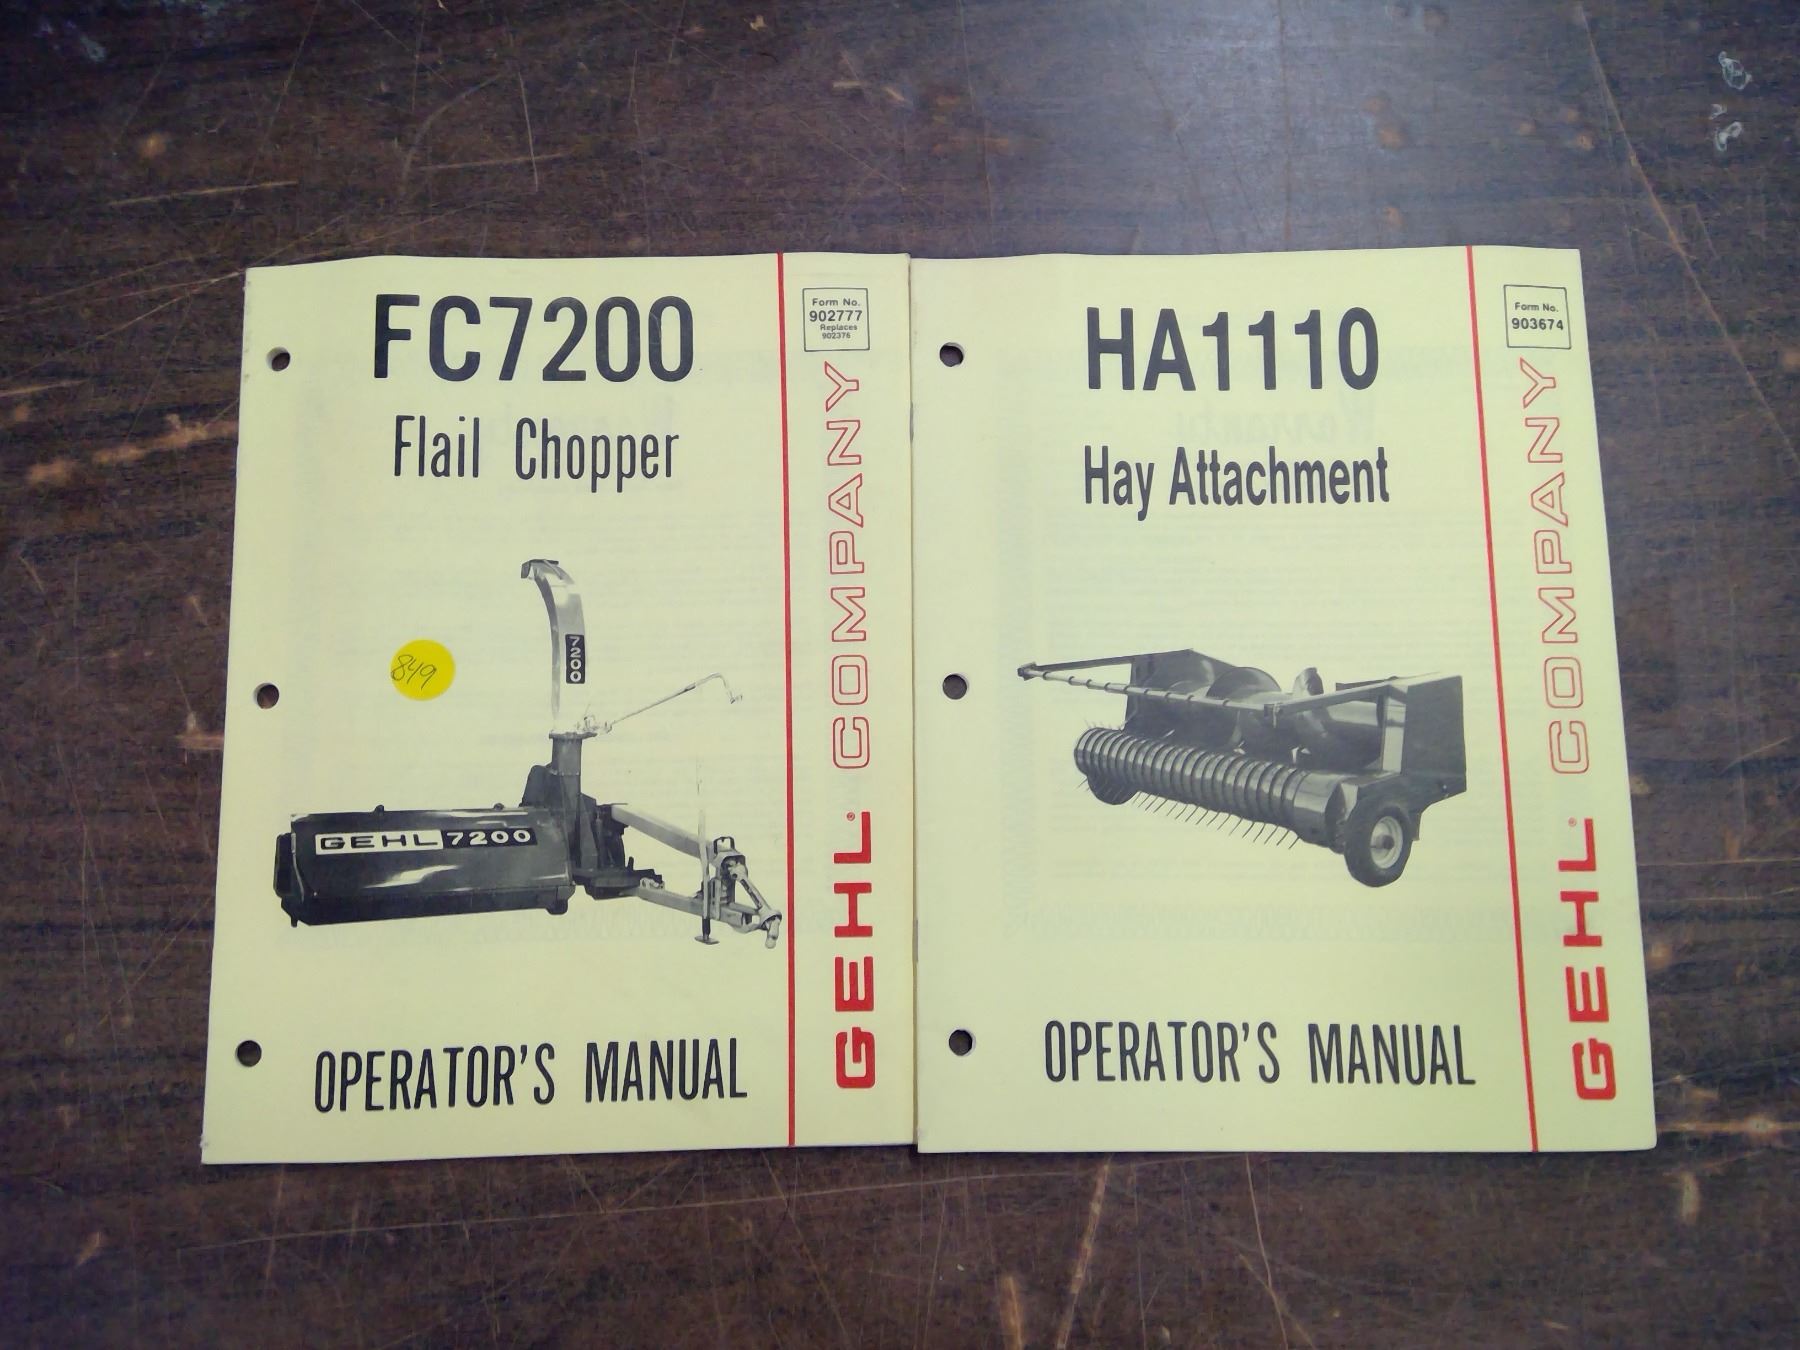 FC7200
Flail Chopper
Form No.
902777
Replaces
902376
849
7200
GEHL 7200
OPERATOR'S MANUAL
GEHL® COMPANY
HA1110
Hay Attachment
Form No.
903674
OPERATOR'S MANUAL
GEHL® COMPANY
Warranty